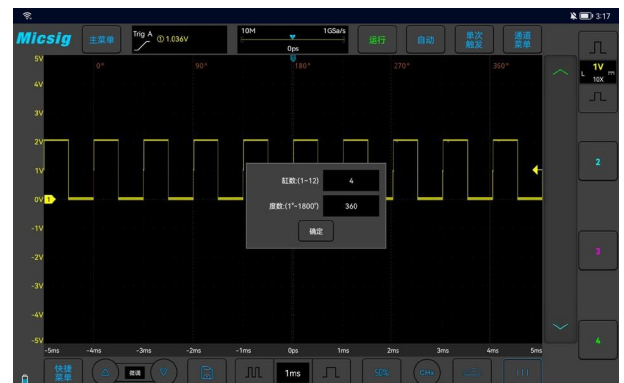 3:17
Micsig
主菜单
Trig A
① 1.036V
10M
1GSa/s
0ps
运行
自动
单次
触发
通道
菜单
5V
0°
90°
180°
270°
360°
1V
L
10X
4V
3V
2V
1V
0V
1
-1V
-2V
-3V
-4V
-5V
缸数:(1~12)
4
度数:(1°~1800°)
360
确定
2
3
4
-5ms
-4ms
-3ms
-2ms
-1ms
0ps
1ms
2ms
3ms
4ms
5ms
快捷
菜单
微调
1ms
50%